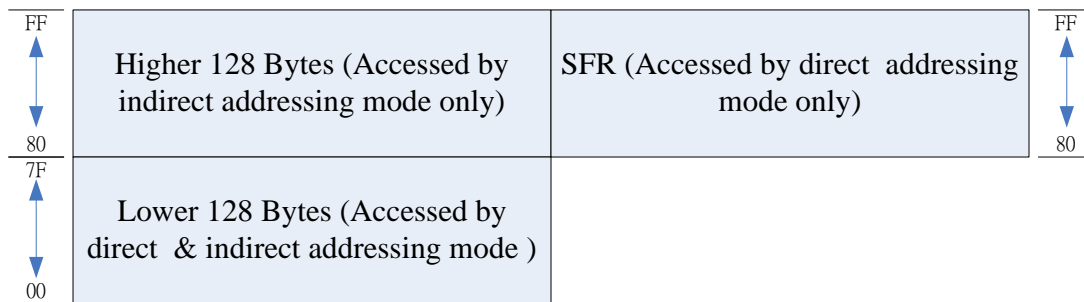 FF
Higher 128 Bytes (Accessed by
indirect addressing mode only)
80
SFR (Accessed by direct addressing
mode only)
FF
80
7F
Lower 128 Bytes (Accessed by
direct & indirect addressing mode )
00